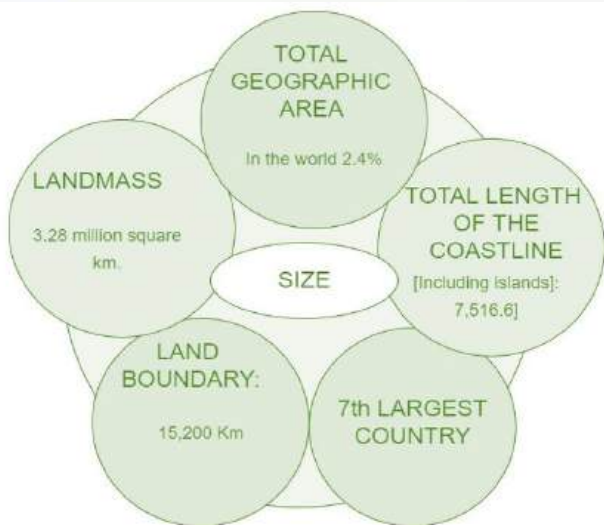 TOTAL
GEOGRAPHIC
AREA
In the world 2.4%
LANDMASS
3.28 million square
km.
TOTAL LENGTH
OF THE
COASTLINE
[Including islands]:
7,516.6]
SIZE
LAND
BOUNDARY:
15,200 Km
7th LARGEST
COUNTRY